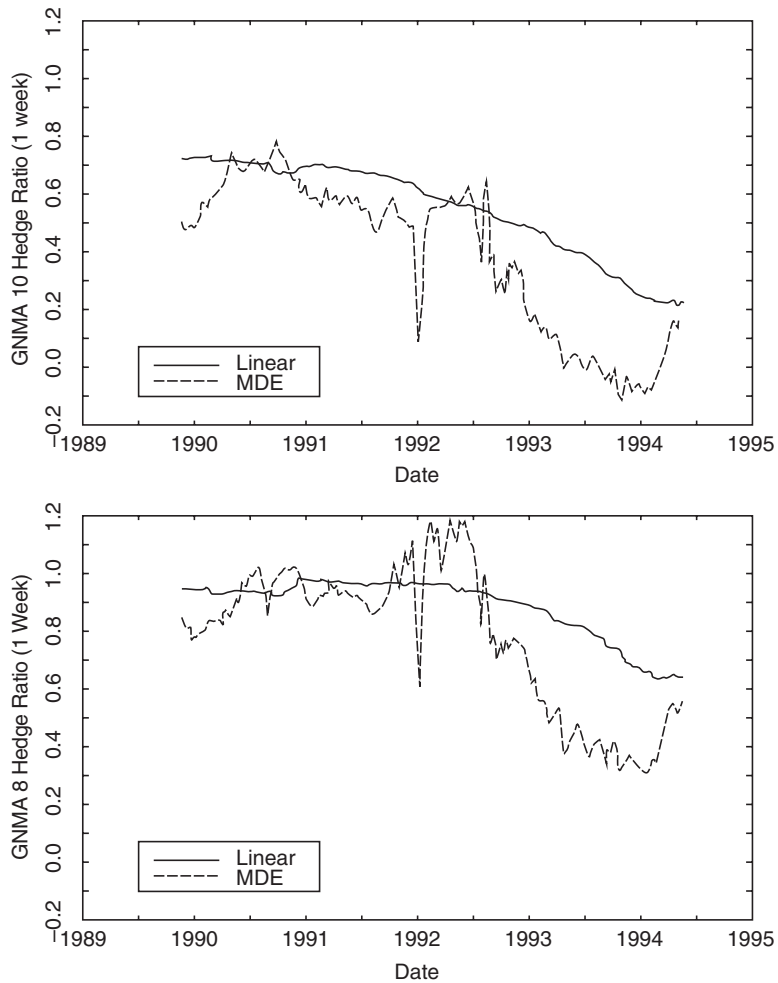 GNMA 10 Hedge Ratio (1 week)
1.2
1.0
0.8
0.6
0.4
0.2
0.0
−0.2
Linear
MDE
1989 1990 1991 1992 1993 1994 1995
Date
GNMA 8 Hedge Ratio (1 Week)
1.2
1.0
0.8
0.6
0.4
0.2
0.0
−0.2
Linear
MDE
1989 1990 1991 1992 1993 1994 1995
Date